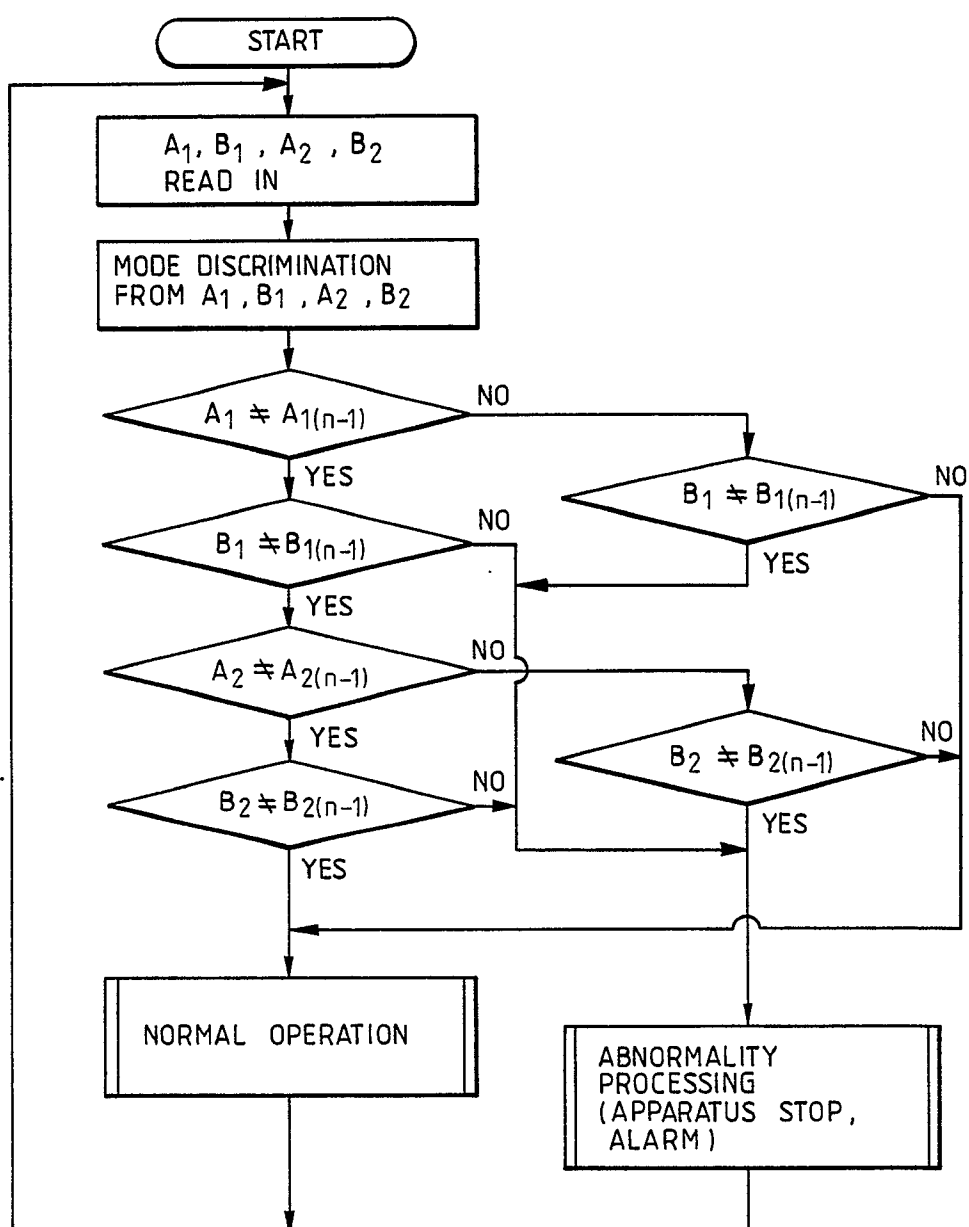 START
A₁, B₁, A₂, B₂
READ IN
MODE DISCRIMINATION
FROM A₁, B₁, A₂, B₂
A₁ ≠ A₁(n-1)
NO
YES
B₁ ≠ B₁(n-1)
NO
YES
B₁ ≠ B₁(n-1)
NO
YES
A₂ ≠ A₂(n-1)
NO
YES
B₂ ≠ B₂(n-1)
NO
YES
B₂ ≠ B₂(n-1)
NO
YES
NORMAL OPERATION
ABNORMALITY
PROCESSING
(APPARATUS STOP,
ALARM)